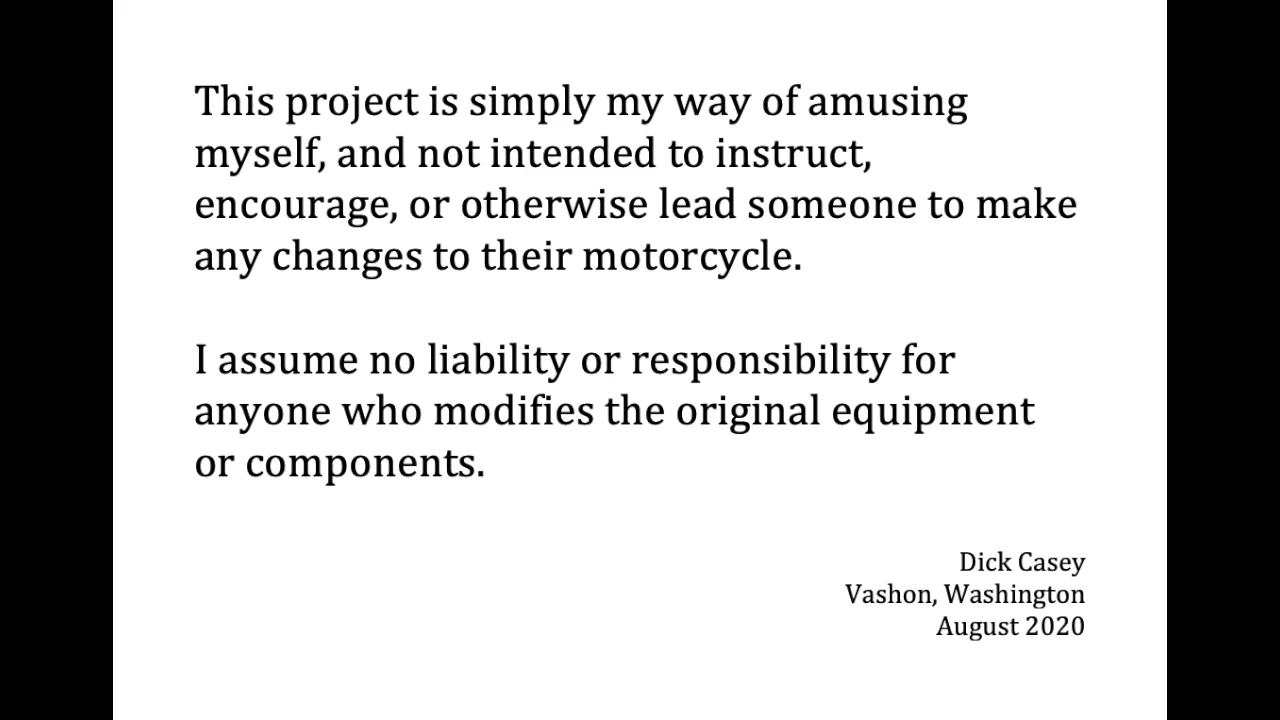 This project is simply my way of amusing
myself, and not intended to instruct,
encourage, or otherwise lead someone to make
any changes to their motorcycle.
I assume no liability or responsibility for
anyone who modifies the original equipment
or components.
Dick Casey
Vashon, Washington
August 2020